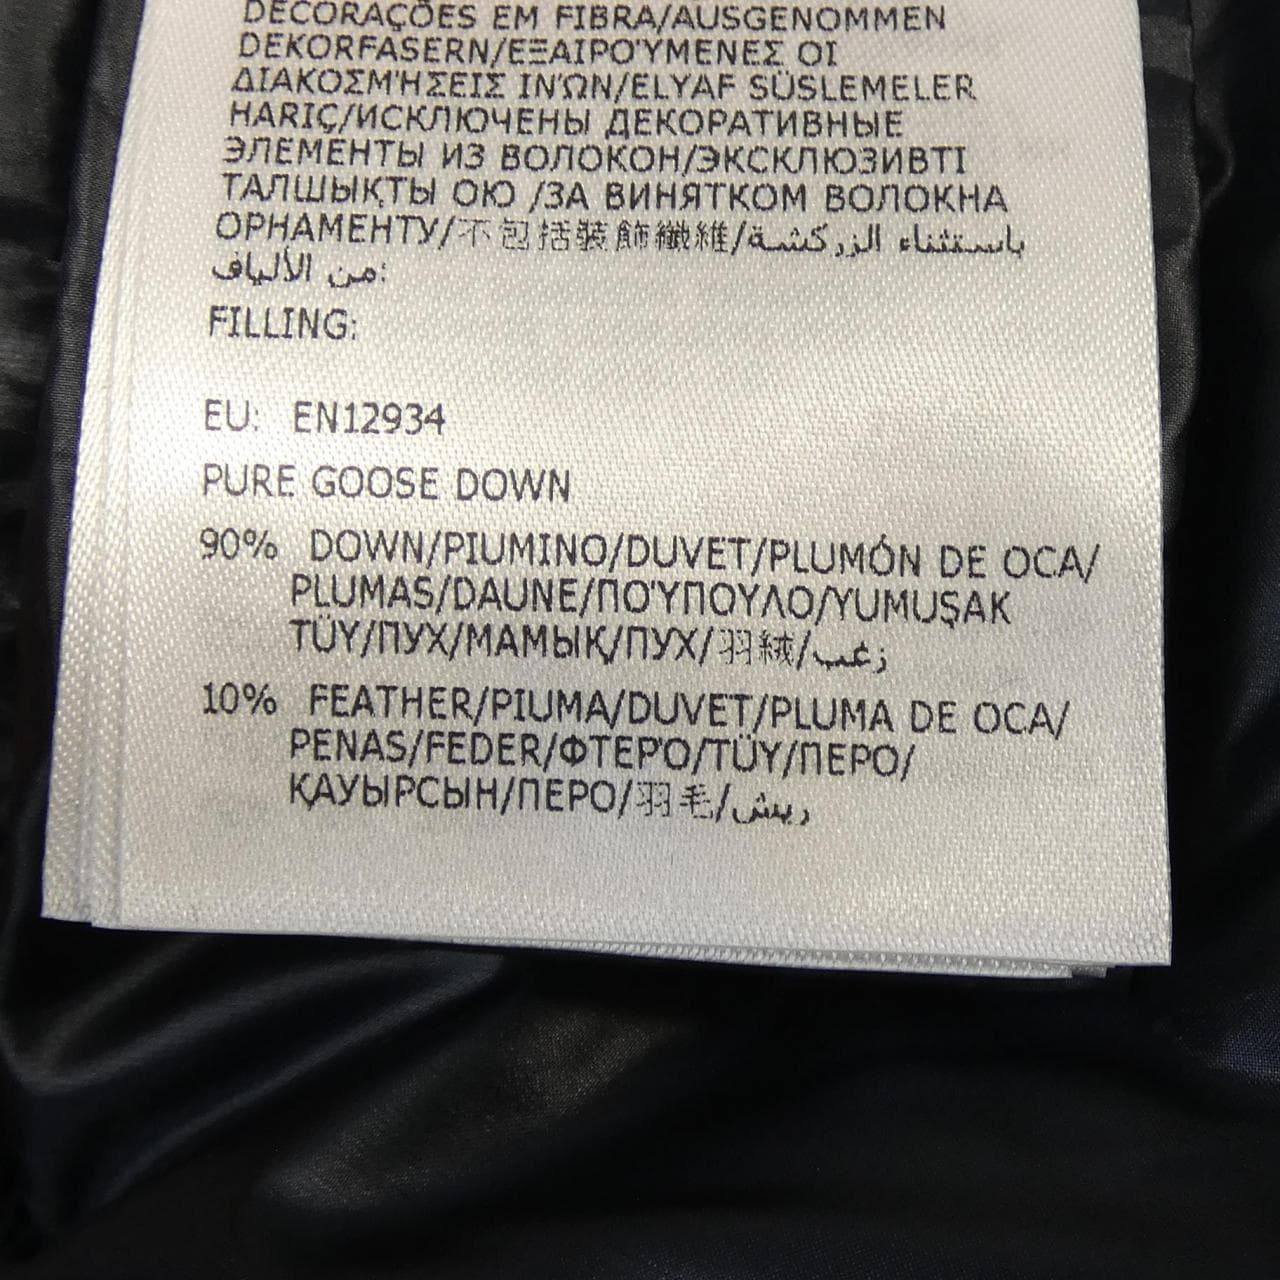 DECORAÇÕES EM FIBRA/AUSGENOMMEN
DEKORFASERN/ΕΞΑΙΡΟΎΜΕΝΕΣ ΟΙ
ΔΙΑΚΟΣΜΉΣΕΙΣ ΙΝΏΝ/ELYAF SÜSLEMELER
HARIÇ/ИСКЛЮЧЕНЫ ДЕКОРАТИВНЫЕ
ЭЛЕМЕНТЫ ИЗ ВОЛОКОН/ЭКСКЛЮЗИВТІ
ТАЛШЫҚТЫ ОЮ /ЗА ВИНЯТКОМ ВОЛОКНА
ОРНАМЕНТУ/不包括裝飾纖維/باستثناء الزركشة
من الألياف:
FILLING:
EU: EN12934
PURE GOOSE DOWN
90% DOWN/PIUMINO/DUVET/PLUMÓN DE OCA/
PLUMAS/DAUNE/ΠΟΎΠΟΥΛΟ/YUMUŞAK
TÜY/ПУХ/МАМЫҚ/ПУХ/羽絨/زغب
10% FEATHER/PIUMA/DUVET/PLUMA DE OCA/
PENAS/FEDER/ΦΤΕΡΌ/TÜY/ПЕРО/
ҚАУЫРСЫН/ПЕРО/羽毛/ريش